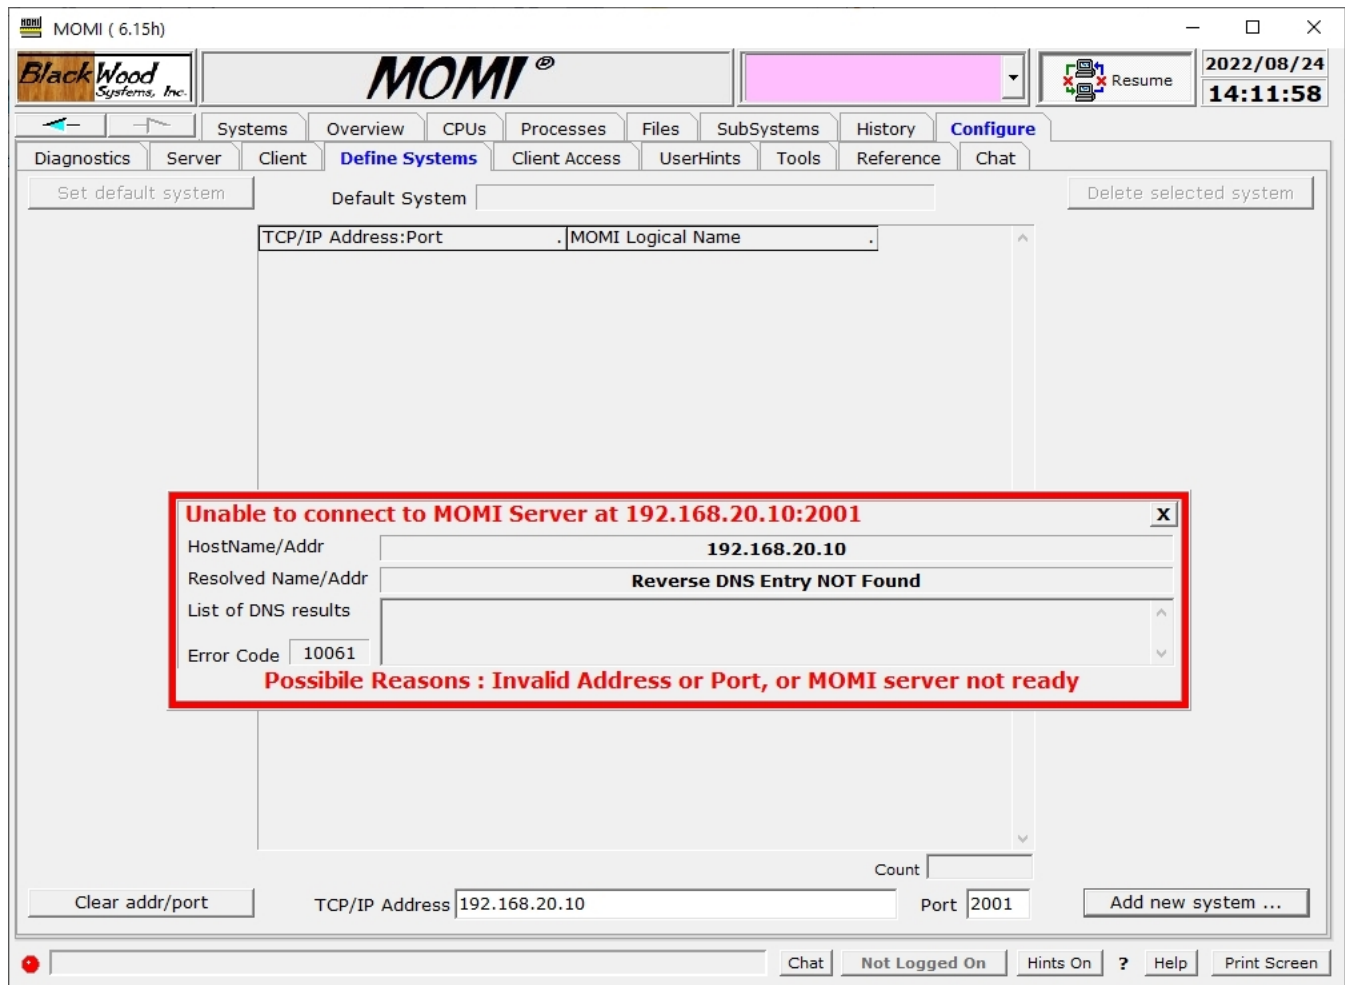 MOMI ( 6.15h)
BlackWood Systems, Inc.
MOMI ®
Resume
2022/08/24
14:11:58
Systems Overview CPUs Processes Files SubSystems History Configure
Diagnostics Server Client Define Systems Client Access UserHints Tools Reference Chat
Set default system Default System Delete selected system
TCP/IP Address:Port . MOMI Logical Name .
Unable to connect to MOMI Server at 192.168.20.10:2001 X
HostName/Addr 192.168.20.10
Resolved Name/Addr Reverse DNS Entry NOT Found
List of DNS results
Error Code 10061
Possibile Reasons : Invalid Address or Port, or MOMI server not ready
Count
Clear addr/port TCP/IP Address 192.168.20.10 Port 2001 Add new system ...
Chat Not Logged On Hints On ? Help Print Screen